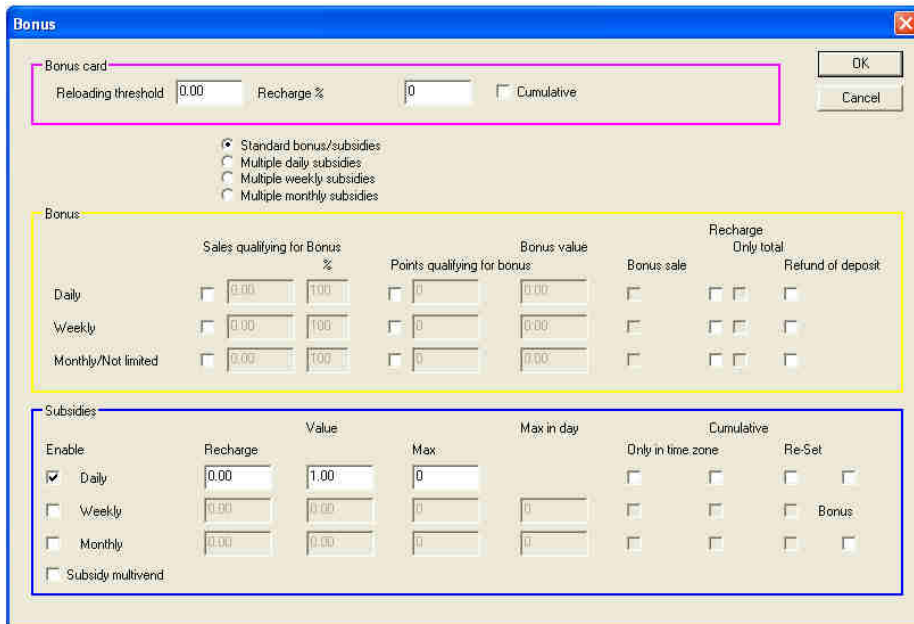 Bonus
Bonus card
OK
Reloading threshold 0.00 Recharge % 0 Cumulative
Cancel
Standard bonus/subsidies
Multiple daily subsidies
Multiple weekly subsidies
Multiple monthly subsidies
Bonus
Recharge
Sales qualifying for Bonus Bonus value Only total
% Points qualifying for bonus Bonus sale Refund of deposit
Daily 0.00 100 0 0.00
Weekly 0.00 100 0 0.00
Monthly/Not limited 0.00 100 0 0.00
Subsidies
Value Max in day Cumulative
Enable Recharge Max Only in time zone Re-Set
Daily 0.00 1.00 0
Weekly 0.00 0.00 0 0 Bonus
Monthly 0.00 0.00 0 0
Subsidy multivend